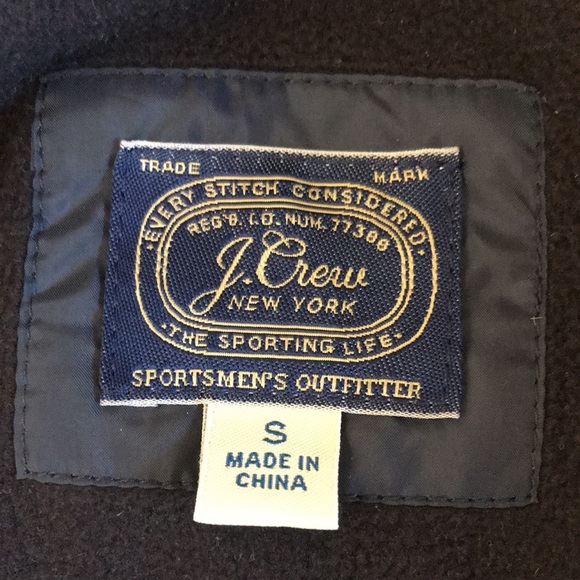 TRADE MARK
EVERY STITCH CONSIDERED
REG'D. I.D. NUM. 77388
J.Crew
NEW YORK
THE SPORTING LIFE
SPORTSMEN'S OUTFITTER
S
MADE IN
CHINA